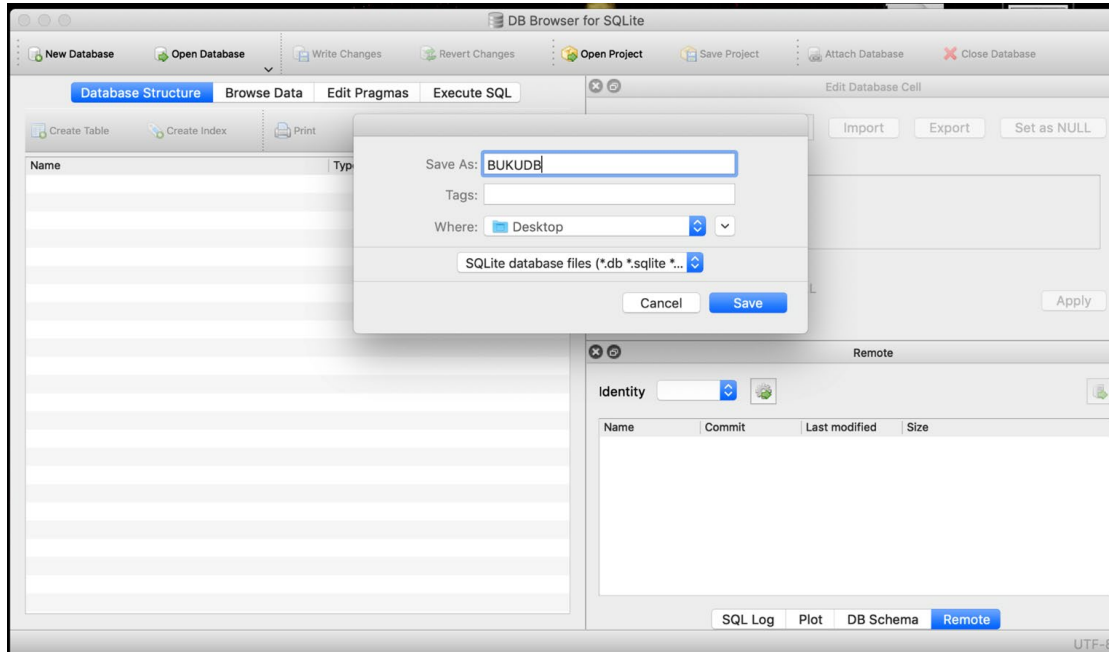 DB Browser for SQLite
New Database Open Database Write Changes Revert Changes Open Project Save Project Attach Database Close Database
Database Structure Browse Data Edit Pragmas Execute SQL
Edit Database Cell
Create Table Create Index Print
Import Export Set as NULL
Name
Save As: BUKUDB
Tags:
Where: Desktop
SQLite database files (*.db *.sqlite *...
Cancel Save
Apply
Remote
Identity
Name Commit Last modified Size
SQL Log Plot DB Schema Remote